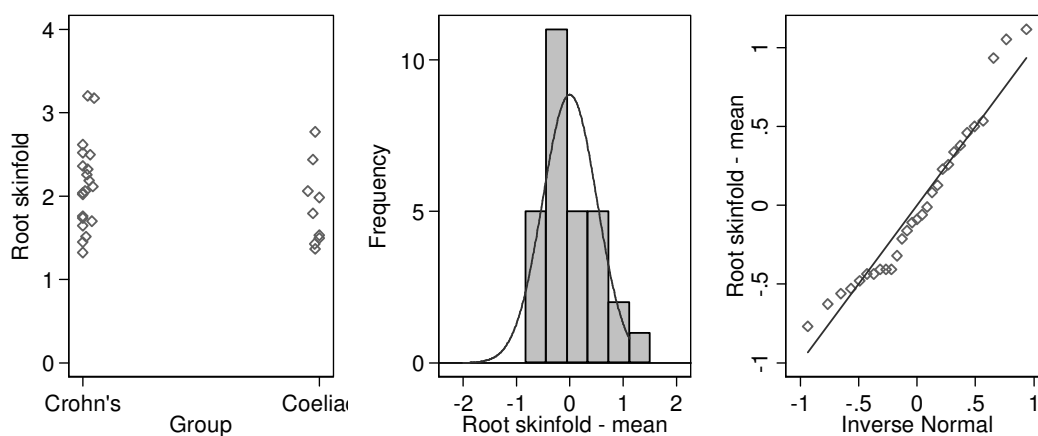 Root skinfold
4
3
2
1
0
Crohn's
Coeliac
Group
Frequency
10
5
0
-2
-1
0
1
2
Root skinfold - mean
Root skinfold - mean
1
.5
0
-.5
-1
-1
-.5
0
.5
1
Inverse Normal